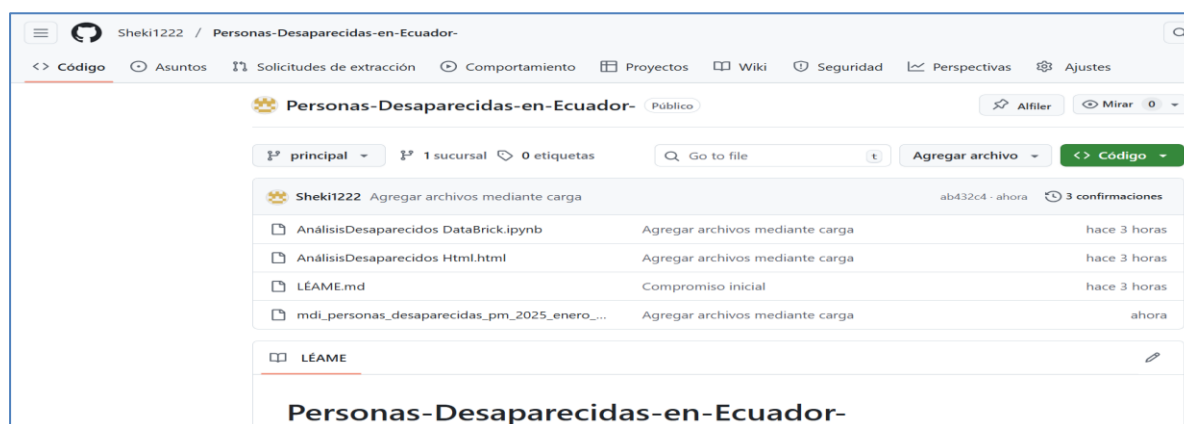 Sheki1222 / Personas-Desaparecidas-en-Ecuador-
<> Código Asuntos Solicitudes de extracción Comportamiento Proyectos Wiki Seguridad Perspectivas Ajustes
Personas-Desaparecidas-en-Ecuador- Público Alfiler Mirar 0
principal 1 sucursal 0 etiquetas Go to file t Agregar archivo <> Código
Sheki1222 Agregar archivos mediante carga ab432c4 · ahora 3 confirmaciones
AnálisisDesaparecidos DataBrick.ipynb Agregar archivos mediante carga hace 3 horas
AnálisisDesaparecidos Html.html Agregar archivos mediante carga hace 3 horas
LÉAME.md Compromiso inicial hace 3 horas
mdi_personas_desaparecidas_pm_2025_enero_... Agregar archivos mediante carga ahora
LÉAME
Personas-Desaparecidas-en-Ecuador-